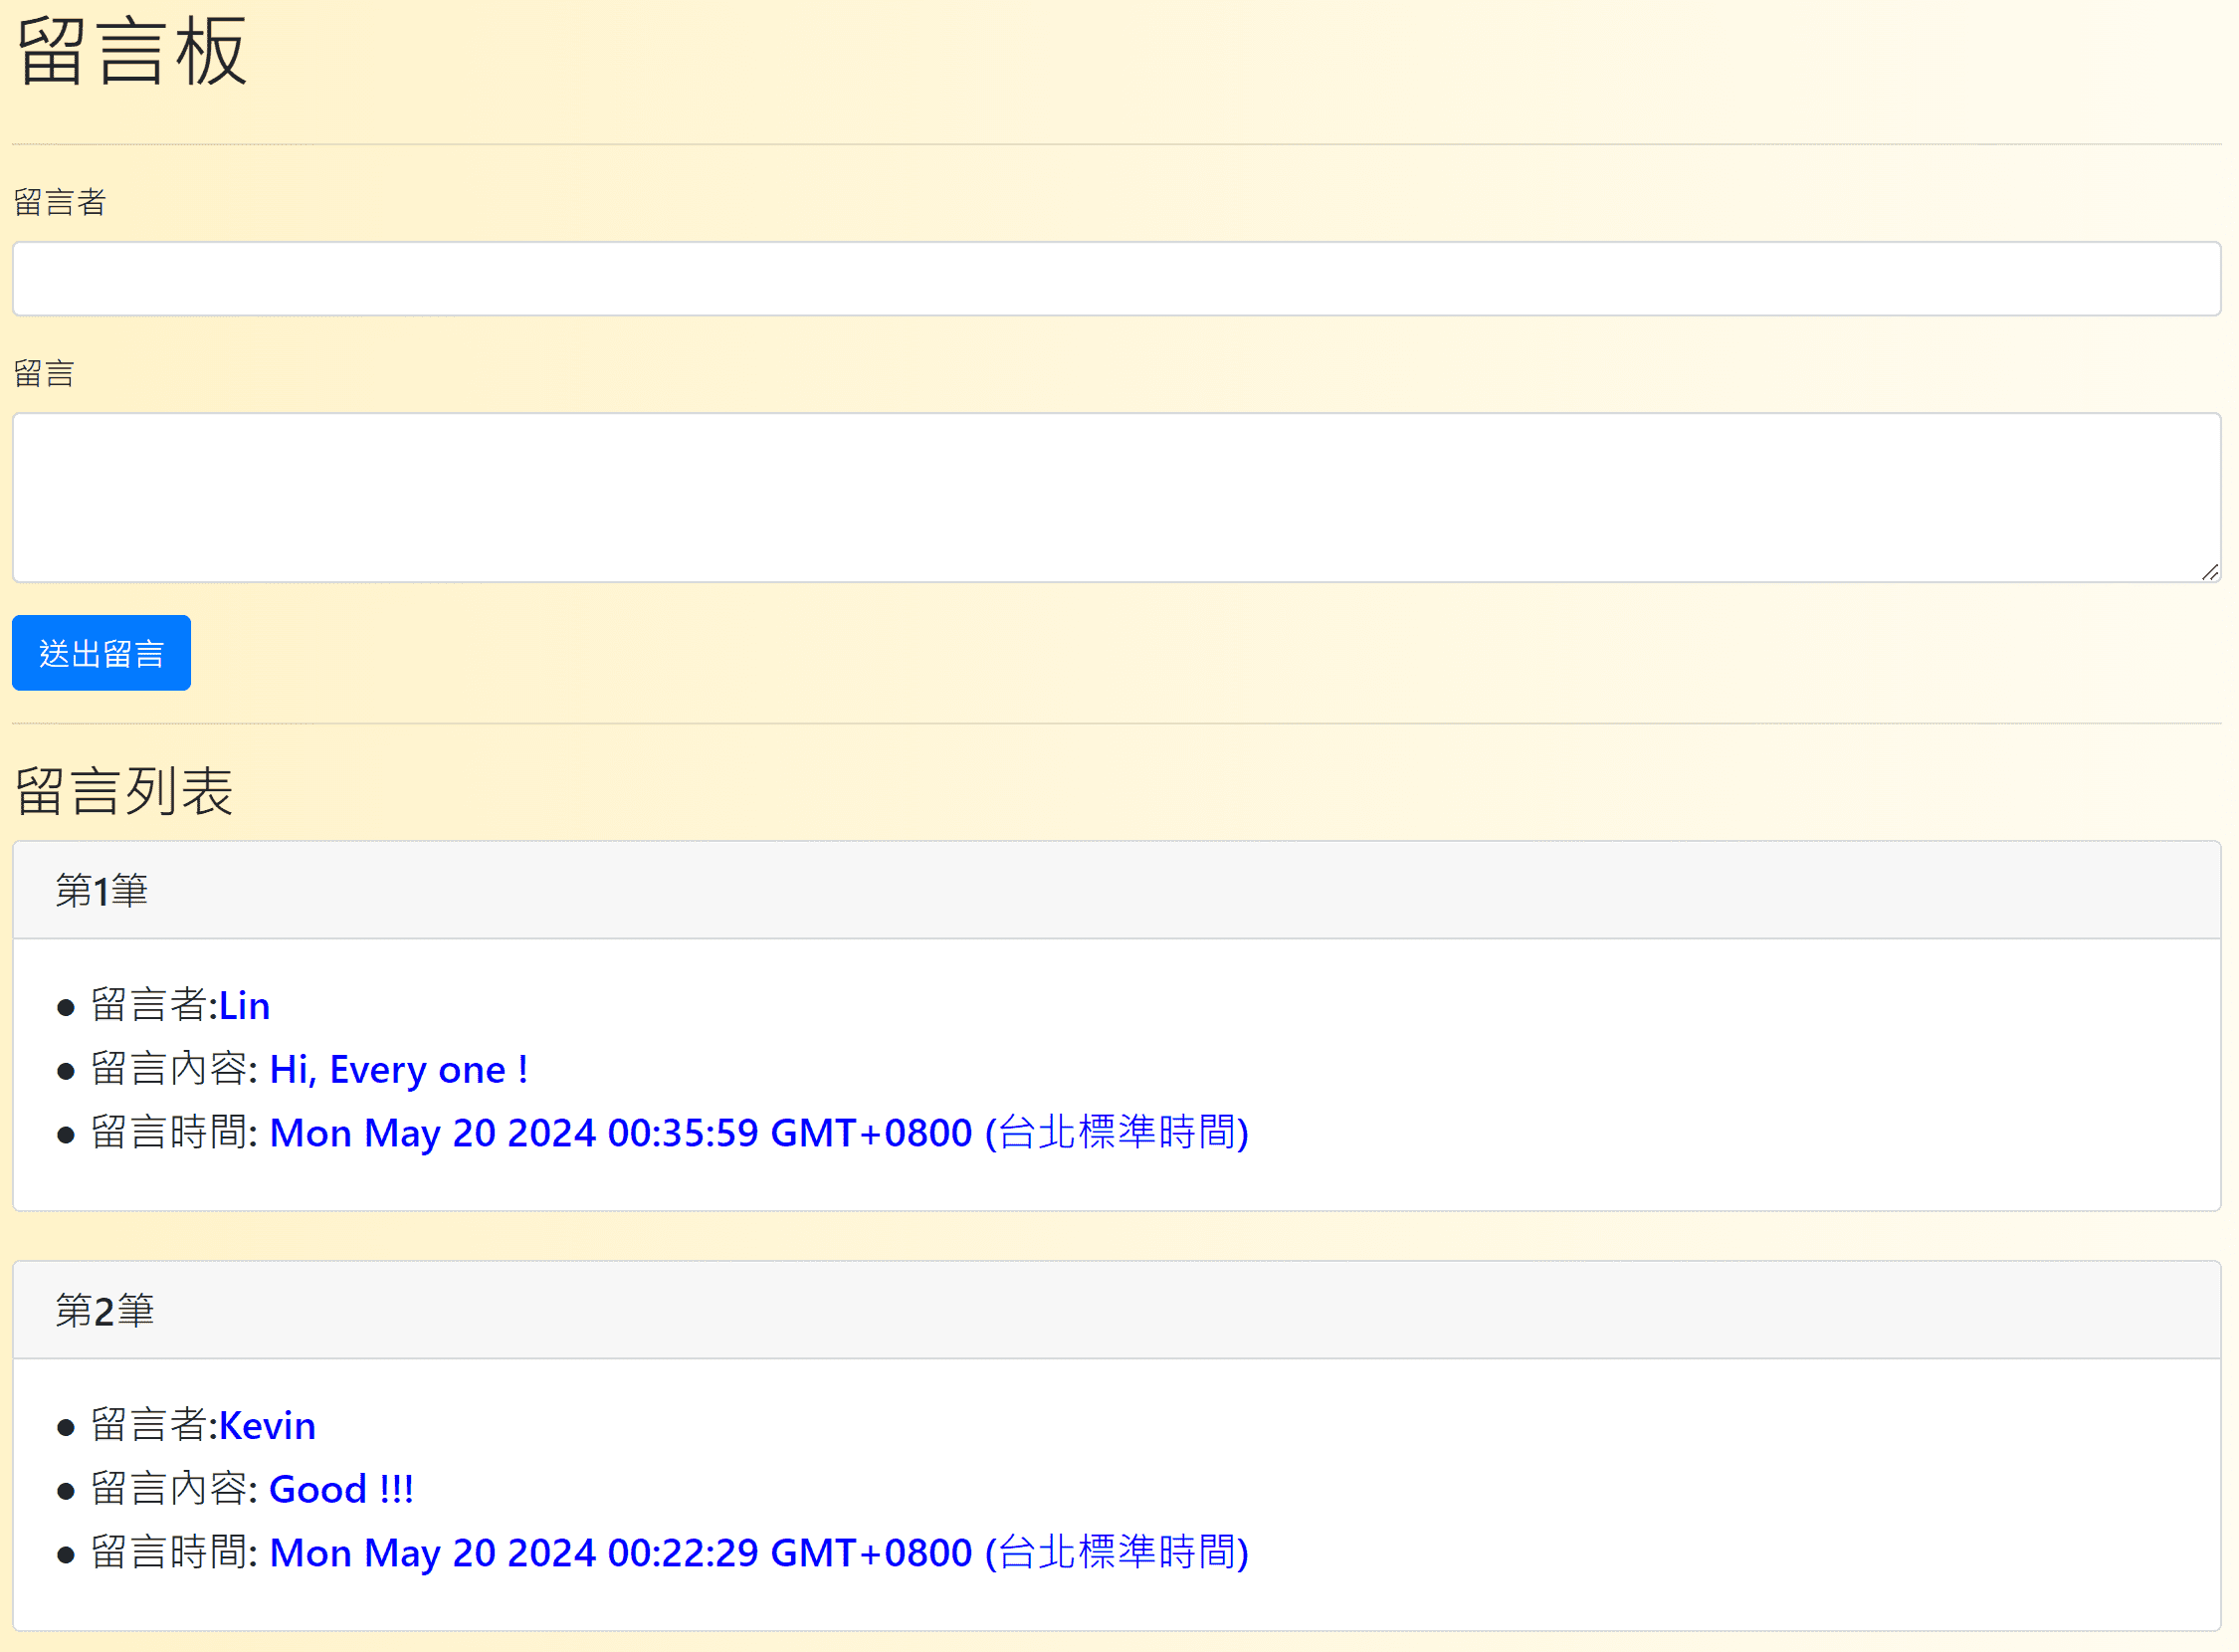 留言板
留言者
留言
送出留言
留言列表
第1筆
● 留言者:Lin
● 留言內容: Hi, Every one !
● 留言時間: Mon May 20 2024 00:35:59 GMT+0800 (台北標準時間)
第2筆
● 留言者:Kevin
● 留言內容: Good !!!
● 留言時間: Mon May 20 2024 00:22:29 GMT+0800 (台北標準時間)